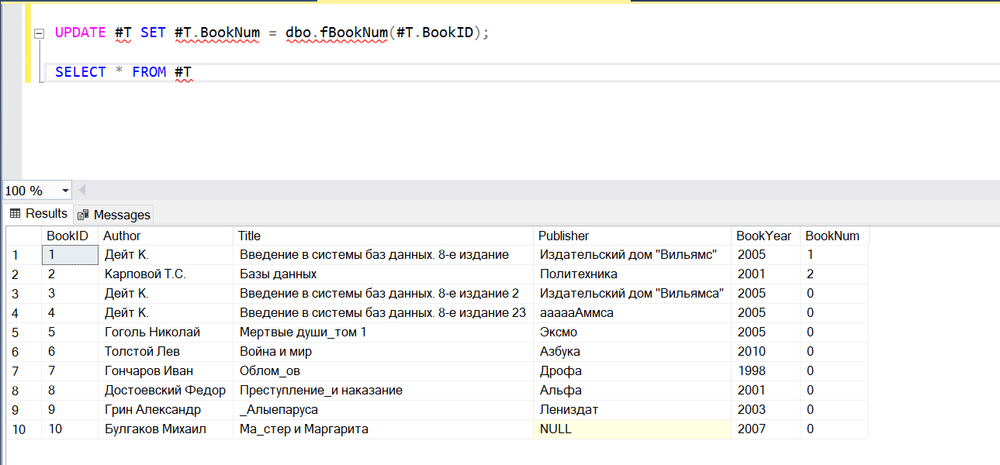 UPDATE #T SET #T.BookNum = dbo.fBookNum(#T.BookID);
SELECT * FROM #T
100 %
Results Messages
BookID Author Title Publisher BookYear BookNum
1 1 Дейт К. Введение в системы баз данных. 8-е издание Издательский дом "Вильямс" 2005 1
2 2 Карповой Т.С. Базы данных Политехника 2001 2
3 3 Дейт К. Введение в системы баз данных. 8-е издание 2 Издательский дом "Вильямса" 2005 0
4 4 Дейт К. Введение в системы баз данных. 8-е издание 23 аааааАммса 2005 0
5 5 Гоголь Николай Мертвые души_том 1 Эксмо 2005 0
6 6 Толстой Лев Война и мир Азбука 2010 0
7 7 Гончаров Иван Облом_ов Дрофа 1998 0
8 8 Достоевский Федор Преступление_и наказание Альфа 2001 0
9 9 Грин Александр _Алыепаруса Лениздат 2003 0
10 10 Булгаков Михаил Ма_стер и Маргарита NULL 2007 0